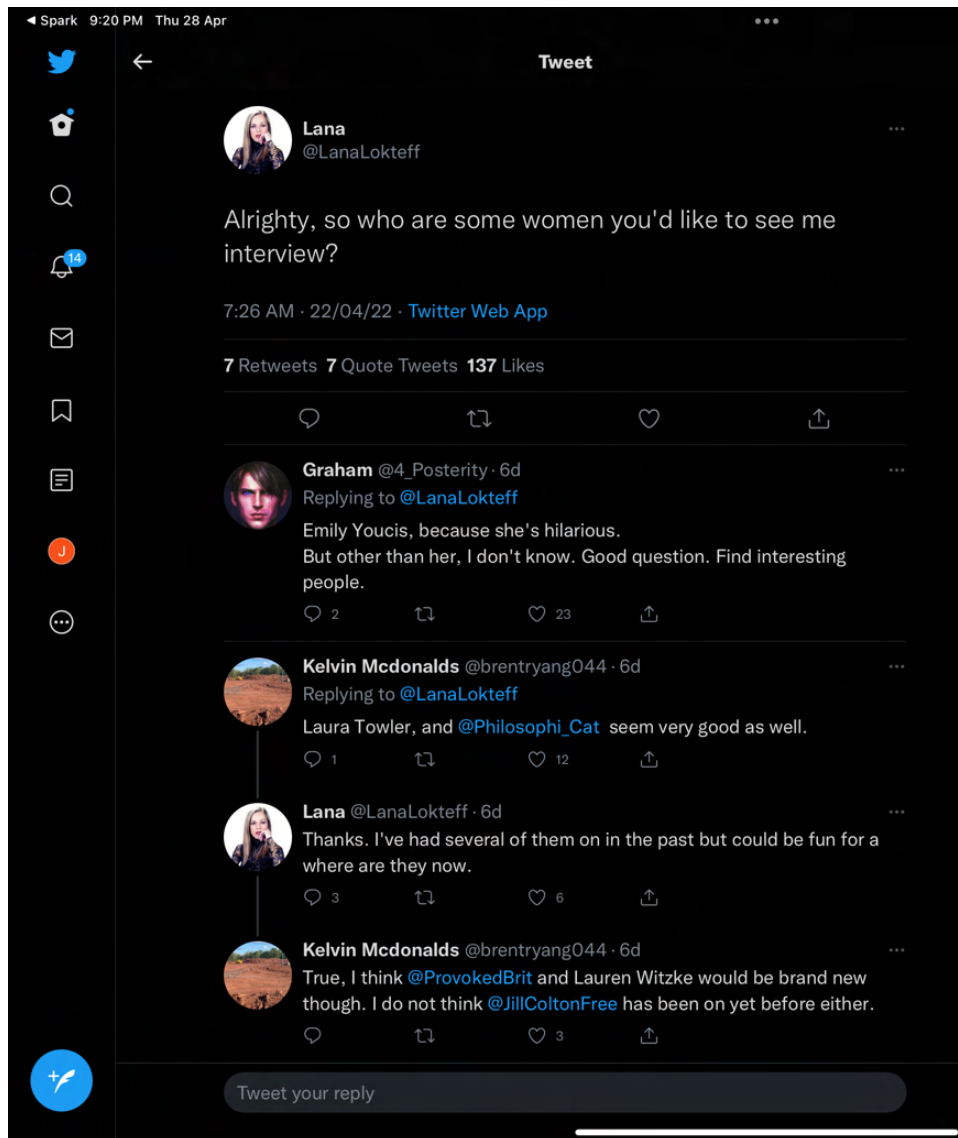 Spark 9:20 PM Thu 28 Apr
Tweet
Lana
@LanaLokteff
Alrighty, so who are some women you'd like to see me
interview?
7:26 AM · 22/04/22 · Twitter Web App
7 Retweets 7 Quote Tweets 137 Likes
14
J
Graham @4_Posterity · 6d
Replying to @LanaLokteff
Emily Youcis, because she's hilarious.
But other than her, I don't know. Good question. Find interesting
people.
2 23
Kelvin Mcdonalds @brentryang044 · 6d
Replying to @LanaLokteff
Laura Towler, and @Philosophi_Cat seem very good as well.
1 12
Lana @LanaLokteff · 6d
Thanks. I've had several of them on in the past but could be fun for a
where are they now.
3 6
Kelvin Mcdonalds @brentryang044 · 6d
True, I think @ProvokedBrit and Lauren Witzke would be brand new
though. I do not think @JillColtonFree has been on yet before either.
3
Tweet your reply